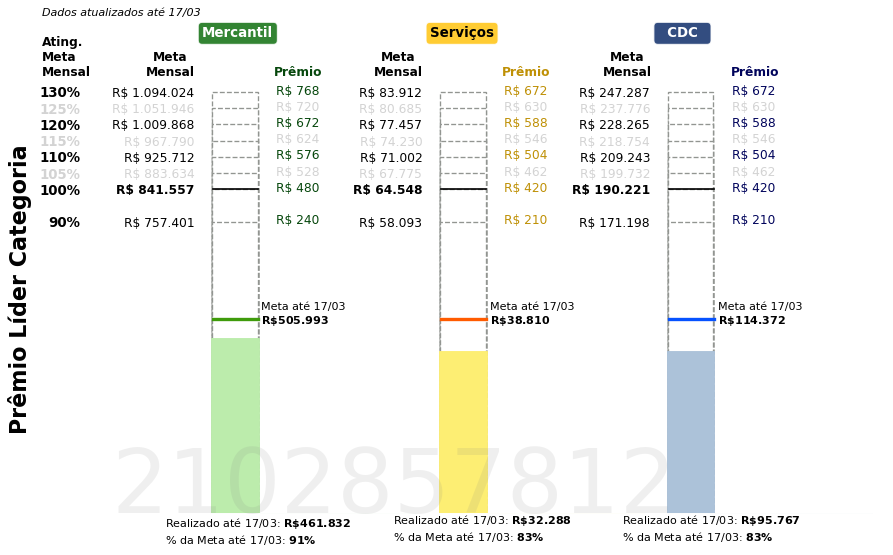 Dados atualizados até 17/03
Mercantil Serviços CDC
Ating. Meta Mensal
Meta Mensal Prêmio Meta Mensal Prêmio Meta Mensal Prêmio
130% R$ 1.094.024 R$ 768 R$ 83.912 R$ 672 R$ 247.287 R$ 672
125% R$ 1.051.946 R$ 720 R$ 80.685 R$ 630 R$ 237.776 R$ 630
120% R$ 1.009.868 R$ 672 R$ 77.457 R$ 588 R$ 228.265 R$ 588
115% R$ 967.790 R$ 624 R$ 74.230 R$ 546 R$ 218.754 R$ 546
110% R$ 925.712 R$ 576 R$ 71.002 R$ 504 R$ 209.243 R$ 504
105% R$ 883.634 R$ 528 R$ 67.775 R$ 462 R$ 199.732 R$ 462
100% R$ 841.557 R$ 480 R$ 64.548 R$ 420 R$ 190.221 R$ 420
90% R$ 757.401 R$ 240 R$ 58.093 R$ 210 R$ 171.198 R$ 210
Prêmio Líder Categoria
Meta até 17/03 Meta até 17/03 Meta até 17/03
R$505.993 R$38.810 R$114.372
2102857812
Realizado até 17/03: R$461.832 Realizado até 17/03: R$32.288 Realizado até 17/03: R$95.767
% da Meta até 17/03: 91% % da Meta até 17/03: 83% % da Meta até 17/03: 83%